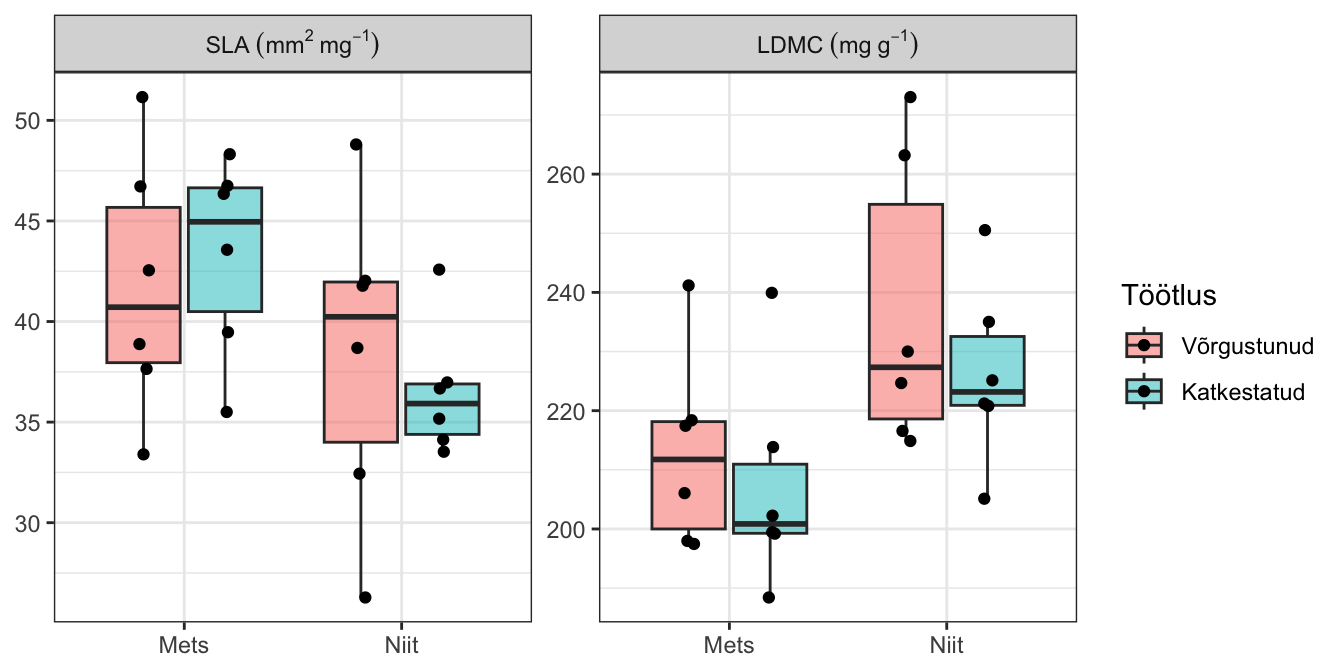 SLA (mm² mg⁻¹)
LDMC (mg g⁻¹)
50
45
40
35
30
260
240
220
200
Mets
Niit
Mets
Niit
Töötlus
Võrgustunud
Katkestatud